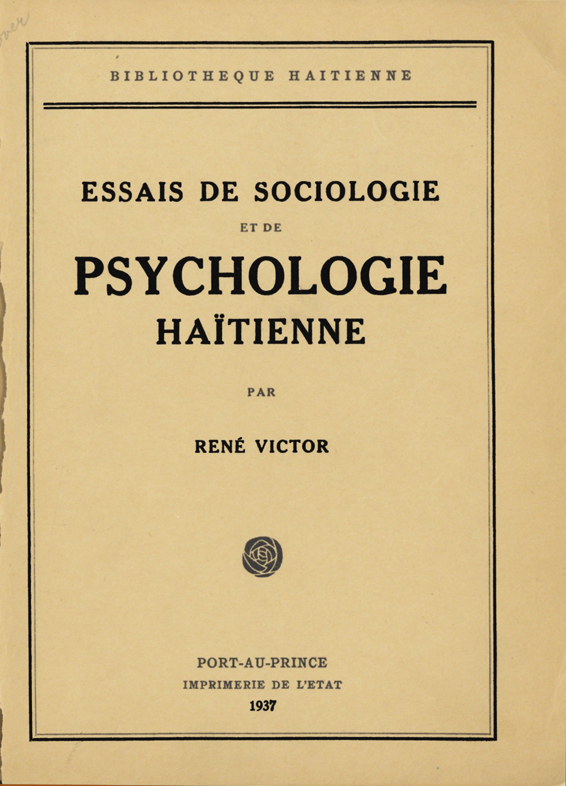 over
BIBLIOTHEQUE HAITIENNE
ESSAIS DE SOCIOLOGIE
ET DE
PSYCHOLOGIE
HAÏTIENNE
PAR
RENÉ VICTOR
PORT-AU-PRINCE
IMPRIMERIE DE L'ETAT
1937